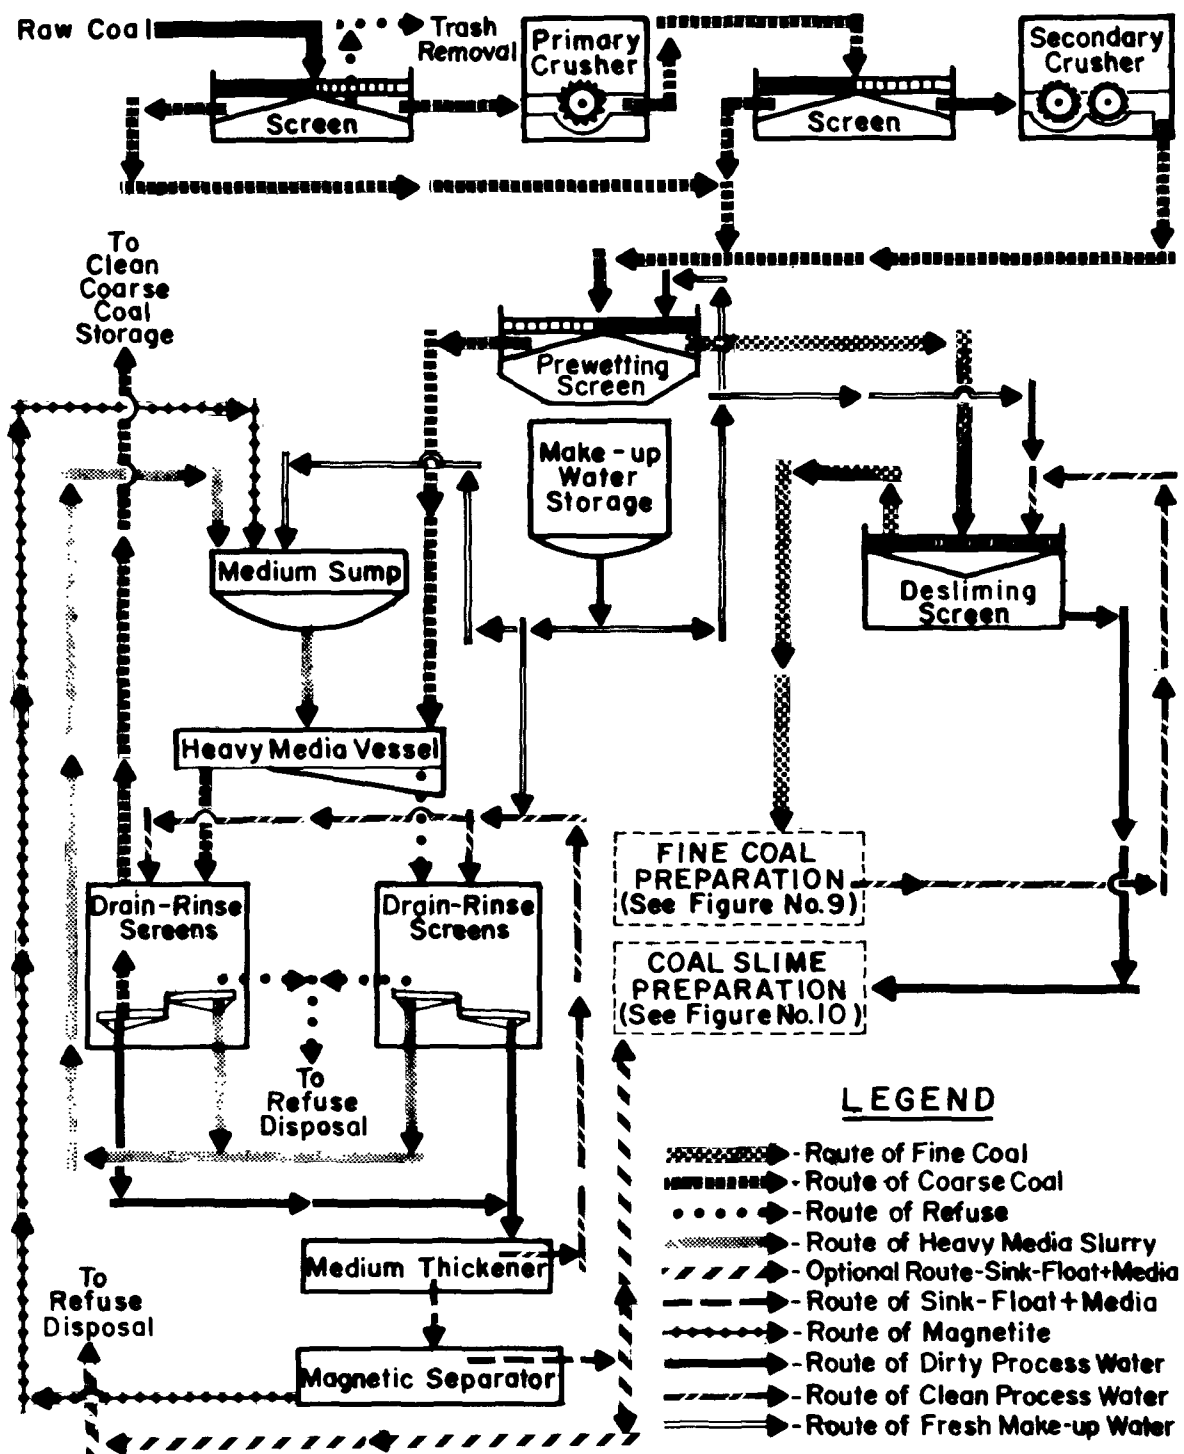 Raw Coal
Trash
Removal
Primary
Crusher
Secondary
Crusher
Screen
Screen
To
Clean
Coarse
Coal
Storage
Prewetting
Screen
Make-up
Water
Storage
Medium Sump
Desliming
Screen
Heavy Media Vessel
FINE COAL
PREPARATION
(See Figure No.9)
Drain-Rinse
Screens
Drain-Rinse
Screens
COAL SLIME
PREPARATION
(See Figure No.10)
To
Refuse
Disposal
LEGEND
-Route of Fine Coal
-Route of Coarse Coal
-Route of Refuse
-Route of Heavy Media Slurry
-Optional Route-Sink-Float+Media
-Route of Sink-Float+Media
-Route of Magnetite
-Route of Dirty Process Water
-Route of Clean Process Water
-Route of Fresh Make-up Water
Medium Thickener
To
Refuse
Disposal
Magnetic Separator